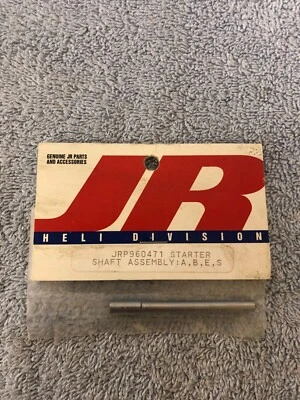 GENUINE JR PARTS
AND ACCESSORIES
JR
HELI DIVISION
JRP960471 STARTER
SHAFT ASSEMBLY:A,B,E,S